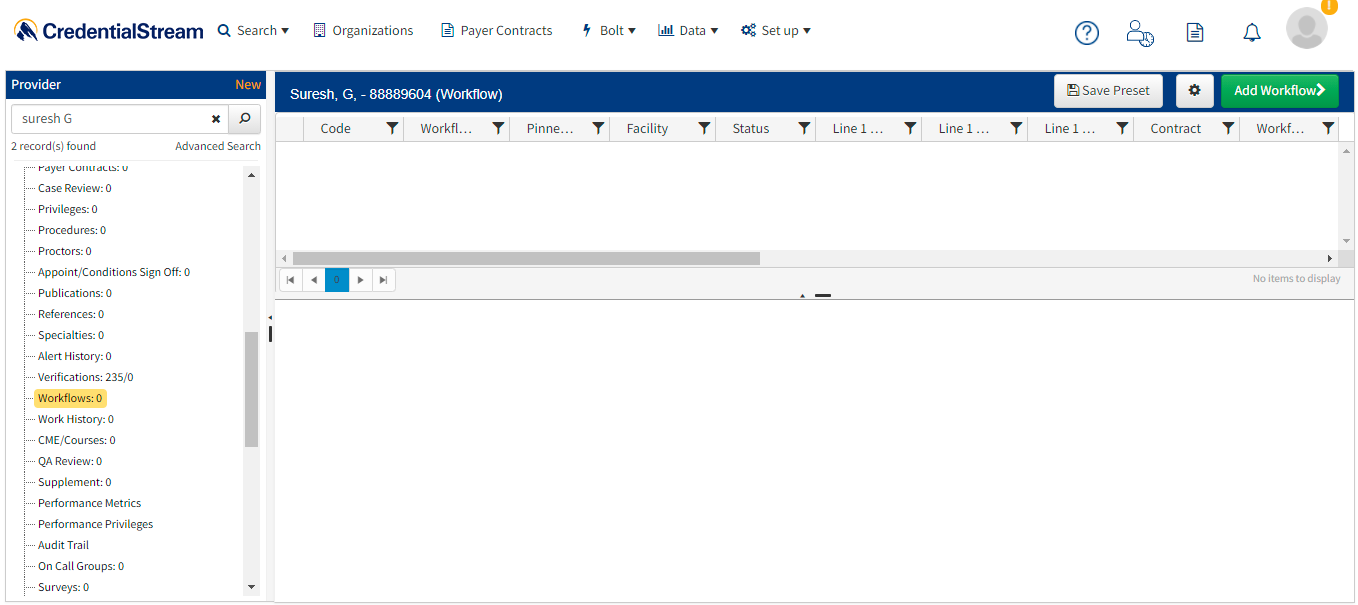 CredentialStream Search Organizations Payer Contracts Bolt Data Set up
!
Provider New
suresh G
2 record(s) found Advanced Search
Payer Contracts: 0
Case Review: 0
Privileges: 0
Procedures: 0
Proctors: 0
Appoint/Conditions Sign Off: 0
Publications: 0
References: 0
Specialties: 0
Alert History: 0
Verifications: 235/0
Workflows: 0
Work History: 0
CME/Courses: 0
QA Review: 0
Supplement: 0
Performance Metrics
Performance Privileges
Audit Trail
On Call Groups: 0
Surveys: 0
Suresh, G, - 88889604 (Workflow) Save Preset Add Workflow
Code Workfl... Pinne... Facility Status Line 1 ... Line 1 ... Line 1 ... Contract Workf...
0 No items to display